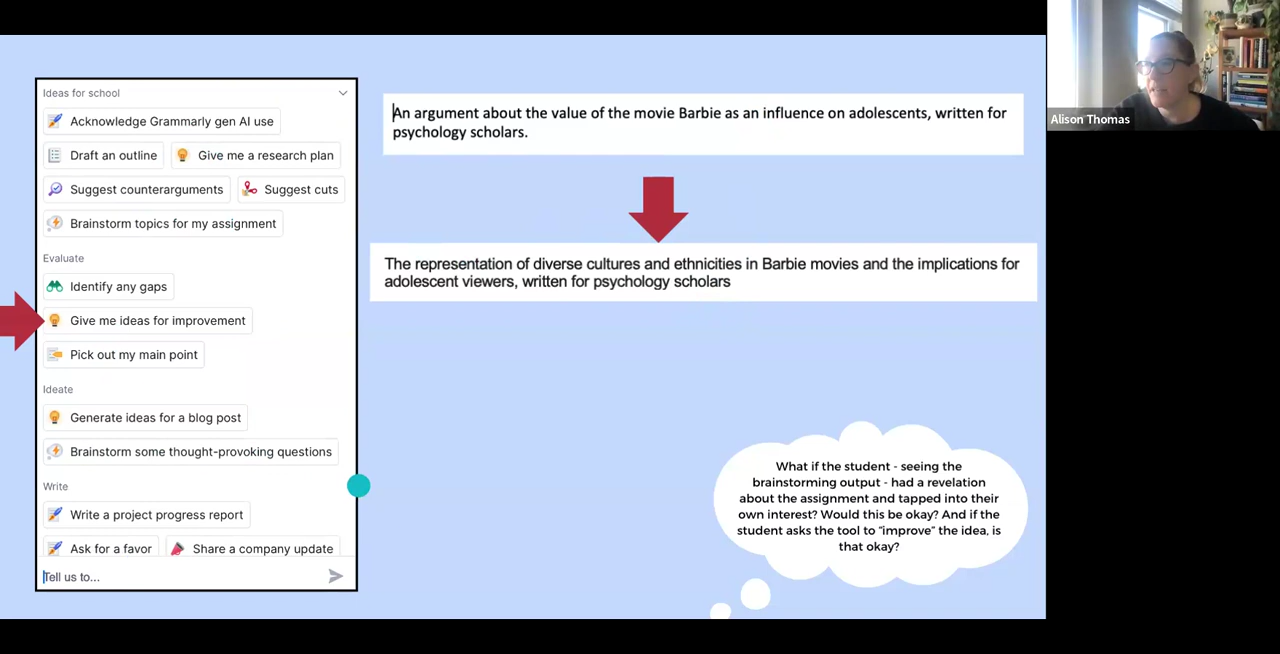 Ideas for school
Acknowledge Grammarly gen AI use
Draft an outline
Give me a research plan
Suggest counterarguments
Suggest cuts
Brainstorm topics for my assignment
Evaluate
Identify any gaps
Give me ideas for improvement
Pick out my main point
Ideate
Generate ideas for a blog post
Brainstorm some thought-provoking questions
Write
Write a project progress report
Ask for a favor
Share a company update
Tell us to...
An argument about the value of the movie Barbie as an influence on adolescents, written for
psychology scholars.
The representation of diverse cultures and ethnicities in Barbie movies and the implications for
adolescent viewers, written for psychology scholars
What if the student - seeing the
brainstorming output - had a revelation
about the assignment and tapped into their
own interest? Would this be okay? And if the
student asks the tool to "improve" the idea, is
that okay?
Alison Thomas